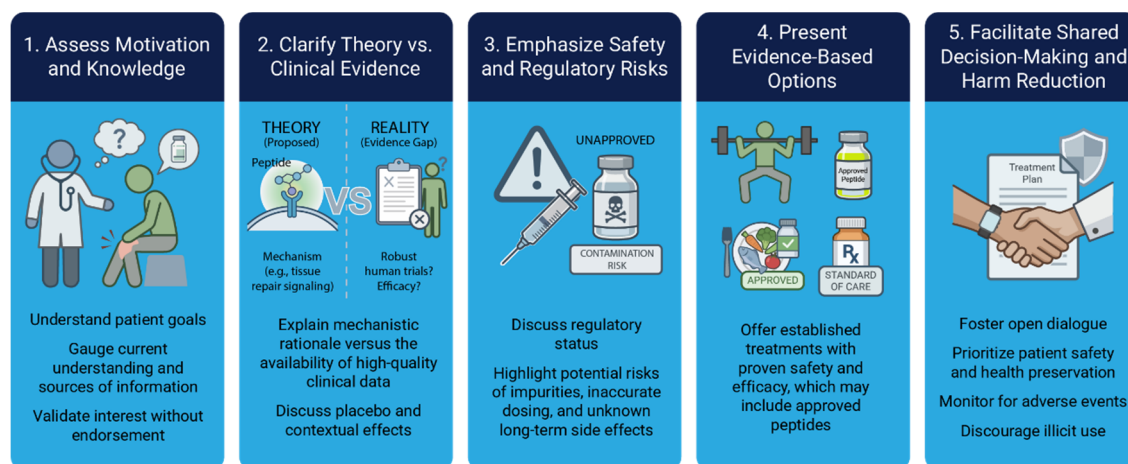 1. Assess Motivation
and Knowledge
?
Understand patient goals
Gauge current
understanding and
sources of information
Validate interest without
endorsement
2. Clarify Theory vs.
Clinical Evidence
THEORY
(Proposed)
Peptide
VS
REALITY
(Evidence Gap)
?
Mechanism
(e.g., tissue
repair signaling)
Robust
human trials?
Efficacy?
Explain mechanistic
rationale versus the
availability of high-quality
clinical data
Discuss placebo and
contextual effects
3. Emphasize Safety
and Regulatory Risks
!
UNAPPROVED
CONTAMINATION
RISK
Discuss regulatory
status
Highlight potential risks
of impurities, inaccurate
dosing, and unknown
long-term side effects
4. Present
Evidence-Based
Options
Approved
Peptide
APPROVED
Rx
STANDARD
OF CARE
Offer established
treatments with
proven safety and
efficacy, which may
include approved
peptides
5. Facilitate Shared
Decision-Making and
Harm Reduction
Treatment
Plan
Foster open dialogue
Prioritize patient safety
and health preservation
Monitor for adverse events
Discourage illicit use